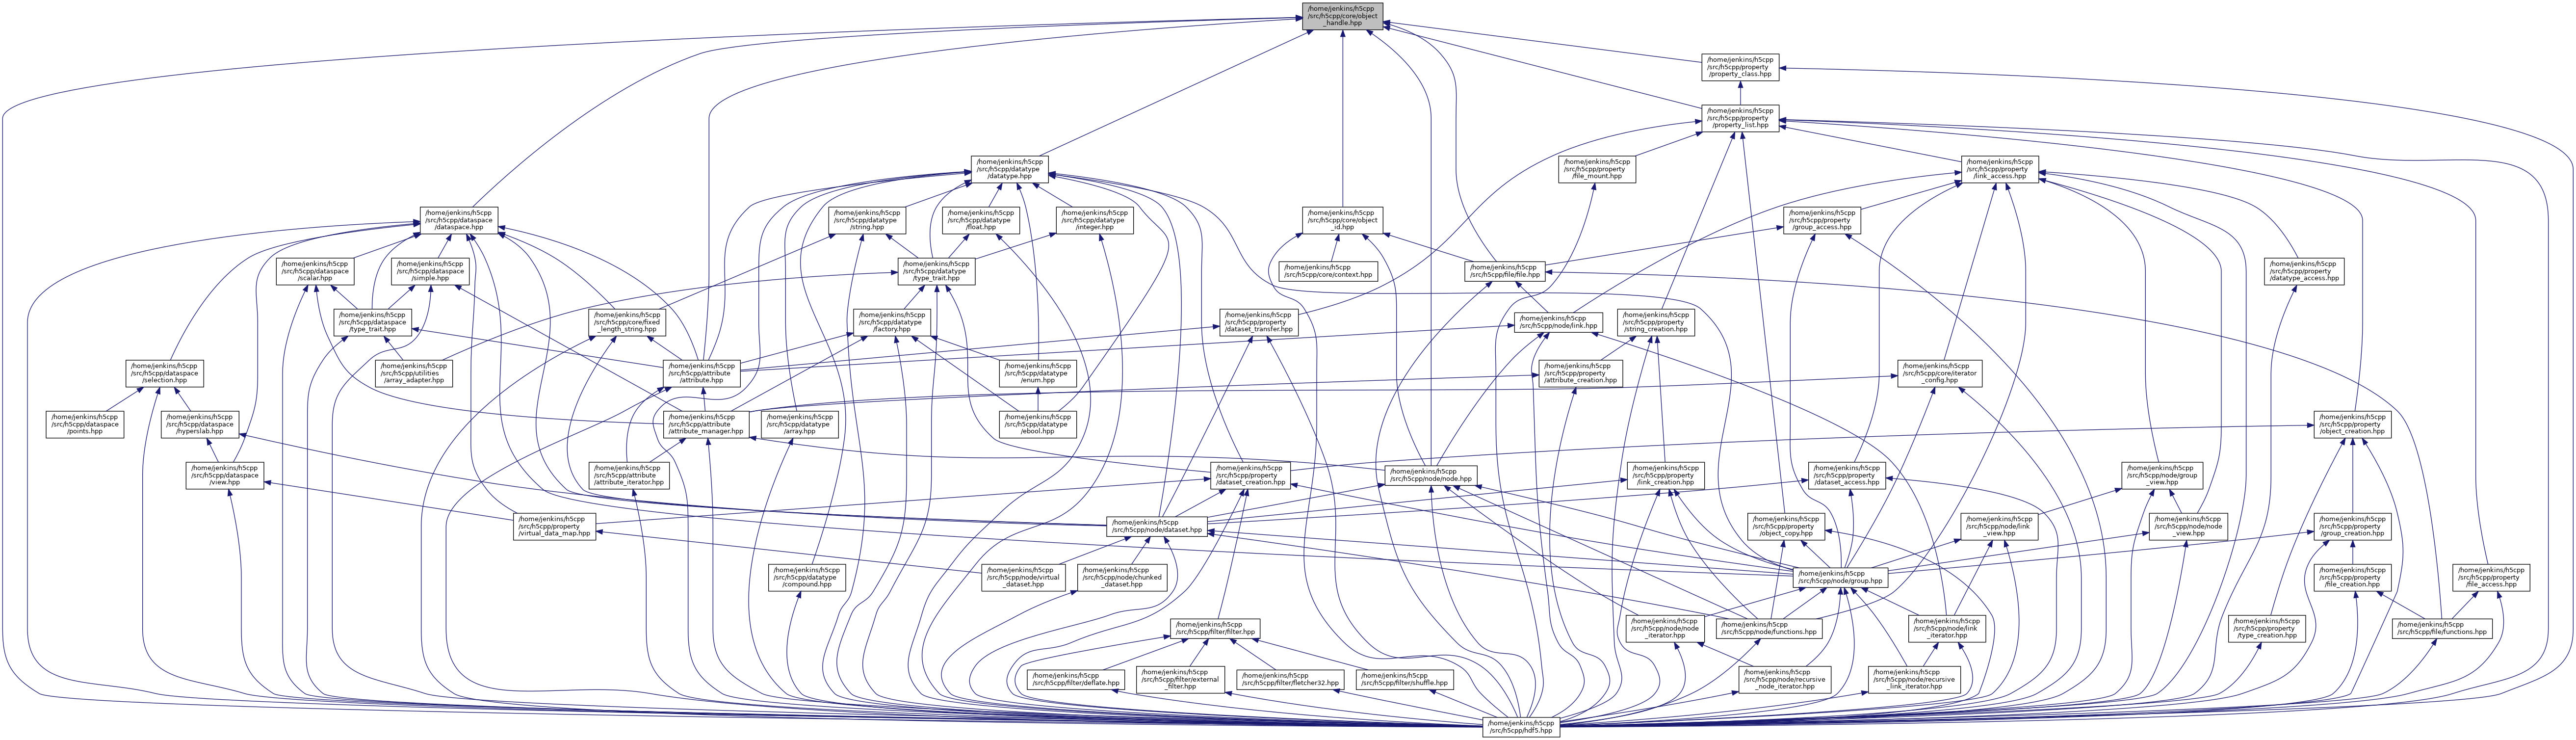 /home/jenkins/h5cpp
/src/h5cpp/core/object
_handle.hpp
/home/jenkins/h5cpp
/src/h5cpp/property
/property_class.hpp
/home/jenkins/h5cpp
/src/h5cpp/property
/property_list.hpp
/home/jenkins/h5cpp
/src/h5cpp/datatype
/datatype.hpp
/home/jenkins/h5cpp
/src/h5cpp/property
/file_mount.hpp
/home/jenkins/h5cpp
/src/h5cpp/property
/link_access.hpp
/home/jenkins/h5cpp
/src/h5cpp/dataspace
/dataspace.hpp
/home/jenkins/h5cpp
/src/h5cpp/datatype
/string.hpp
/home/jenkins/h5cpp
/src/h5cpp/datatype
/float.hpp
/home/jenkins/h5cpp
/src/h5cpp/datatype
/integer.hpp
/home/jenkins/h5cpp
/src/h5cpp/core/object
_id.hpp
/home/jenkins/h5cpp
/src/h5cpp/property
/group_access.hpp
/home/jenkins/h5cpp
/src/h5cpp/dataspace
/scalar.hpp
/home/jenkins/h5cpp
/src/h5cpp/dataspace
/simple.hpp
/home/jenkins/h5cpp
/src/h5cpp/datatype
/type_trait.hpp
/home/jenkins/h5cpp
/src/h5cpp/core/context.hpp
/home/jenkins/h5cpp
/src/h5cpp/file/file.hpp
/home/jenkins/h5cpp
/src/h5cpp/property
/datatype_access.hpp
/home/jenkins/h5cpp
/src/h5cpp/dataspace
/type_trait.hpp
/home/jenkins/h5cpp
/src/h5cpp/core/fixed
_length_string.hpp
/home/jenkins/h5cpp
/src/h5cpp/datatype
/factory.hpp
/home/jenkins/h5cpp
/src/h5cpp/property
/dataset_transfer.hpp
/home/jenkins/h5cpp
/src/h5cpp/node/link.hpp
/home/jenkins/h5cpp
/src/h5cpp/property
/string_creation.hpp
/home/jenkins/h5cpp
/src/h5cpp/dataspace
/selection.hpp
/home/jenkins/h5cpp
/src/h5cpp/utilities
/array_adapter.hpp
/home/jenkins/h5cpp
/src/h5cpp/attribute
/attribute.hpp
/home/jenkins/h5cpp
/src/h5cpp/datatype
/enum.hpp
/home/jenkins/h5cpp
/src/h5cpp/property
/attribute_creation.hpp
/home/jenkins/h5cpp
/src/h5cpp/core/iterator
_config.hpp
/home/jenkins/h5cpp
/src/h5cpp/dataspace
/points.hpp
/home/jenkins/h5cpp
/src/h5cpp/dataspace
/hyperslab.hpp
/home/jenkins/h5cpp
/src/h5cpp/attribute
/attribute_manager.hpp
/home/jenkins/h5cpp
/src/h5cpp/datatype
/array.hpp
/home/jenkins/h5cpp
/src/h5cpp/datatype
/ebool.hpp
/home/jenkins/h5cpp
/src/h5cpp/property
/object_creation.hpp
/home/jenkins/h5cpp
/src/h5cpp/dataspace
/view.hpp
/home/jenkins/h5cpp
/src/h5cpp/attribute
/attribute_iterator.hpp
/home/jenkins/h5cpp
/src/h5cpp/property
/dataset_creation.hpp
/home/jenkins/h5cpp
/src/h5cpp/node/node.hpp
/home/jenkins/h5cpp
/src/h5cpp/property
/link_creation.hpp
/home/jenkins/h5cpp
/src/h5cpp/property
/dataset_access.hpp
/home/jenkins/h5cpp
/src/h5cpp/node/group
_view.hpp
/home/jenkins/h5cpp
/src/h5cpp/property
/virtual_data_map.hpp
/home/jenkins/h5cpp
/src/h5cpp/node/dataset.hpp
/home/jenkins/h5cpp
/src/h5cpp/property
/object_copy.hpp
/home/jenkins/h5cpp
/src/h5cpp/node/link
_view.hpp
/home/jenkins/h5cpp
/src/h5cpp/node/node
_view.hpp
/home/jenkins/h5cpp
/src/h5cpp/property
/group_creation.hpp
/home/jenkins/h5cpp
/src/h5cpp/datatype
/compound.hpp
/home/jenkins/h5cpp
/src/h5cpp/node/virtual
_dataset.hpp
/home/jenkins/h5cpp
/src/h5cpp/node/chunked
_dataset.hpp
/home/jenkins/h5cpp
/src/h5cpp/node/group.hpp
/home/jenkins/h5cpp
/src/h5cpp/property
/file_creation.hpp
/home/jenkins/h5cpp
/src/h5cpp/property
/file_access.hpp
/home/jenkins/h5cpp
/src/h5cpp/filter/filter.hpp
/home/jenkins/h5cpp
/src/h5cpp/node/node
_iterator.hpp
/home/jenkins/h5cpp
/src/h5cpp/node/functions.hpp
/home/jenkins/h5cpp
/src/h5cpp/node/link
_iterator.hpp
/home/jenkins/h5cpp
/src/h5cpp/property
/type_creation.hpp
/home/jenkins/h5cpp
/src/h5cpp/file/functions.hpp
/home/jenkins/h5cpp
/src/h5cpp/filter/deflate.hpp
/home/jenkins/h5cpp
/src/h5cpp/filter/external
_filter.hpp
/home/jenkins/h5cpp
/src/h5cpp/filter/fletcher32.hpp
/home/jenkins/h5cpp
/src/h5cpp/filter/shuffle.hpp
/home/jenkins/h5cpp
/src/h5cpp/node/recursive
_node_iterator.hpp
/home/jenkins/h5cpp
/src/h5cpp/node/recursive
_link_iterator.hpp
/home/jenkins/h5cpp
/src/h5cpp/hdf5.hpp